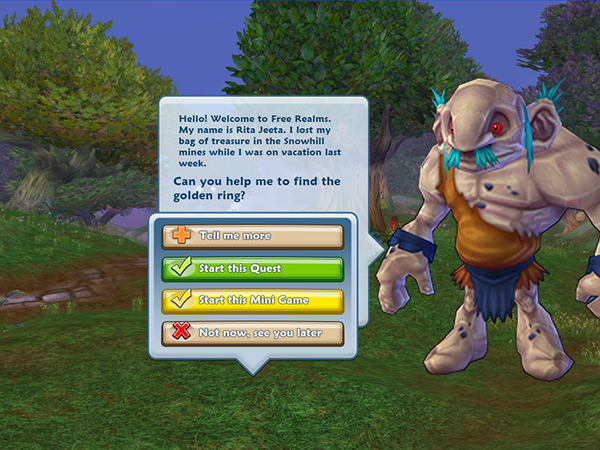 Hello! Welcome to Free Realms.
My name is Rita Jeeta. I lost my
bag of treasure in the Snowhill
mines while I was on vacation last
week.
Can you help me to find the
golden ring?
Tell me more
Start this Quest
Start this Mini Game
Not now, see you later